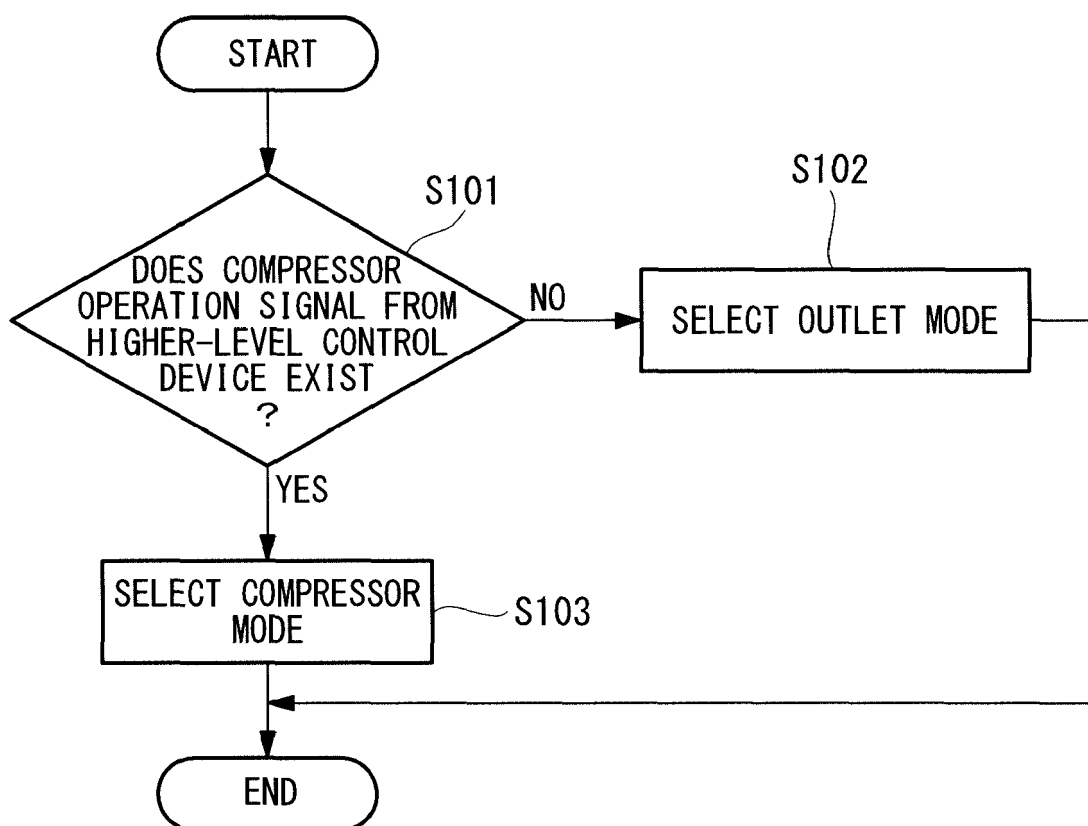 START
S101
DOES COMPRESSOR
OPERATION SIGNAL FROM
HIGHER-LEVEL CONTROL
DEVICE EXIST
?
NO
S102
SELECT OUTLET MODE
YES
SELECT COMPRESSOR
MODE
S103
END